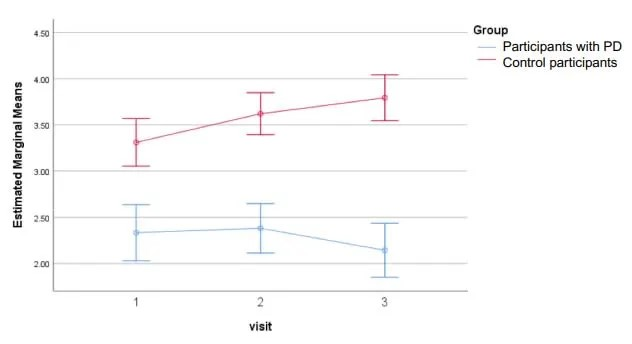 Group
Participants with PD
Control participants
Estimated Marginal Means
4.50
4.00
3.50
3.00
2.50
2.00
1
2
3
visit